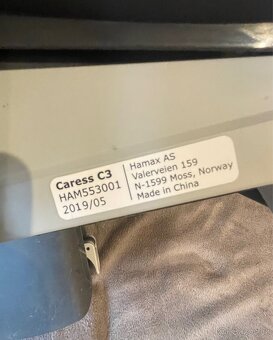 Caress C3
HAM553001
2019/05
Hamax AS
Valerveien 159
N-1599 Moss, Norway
Made in China